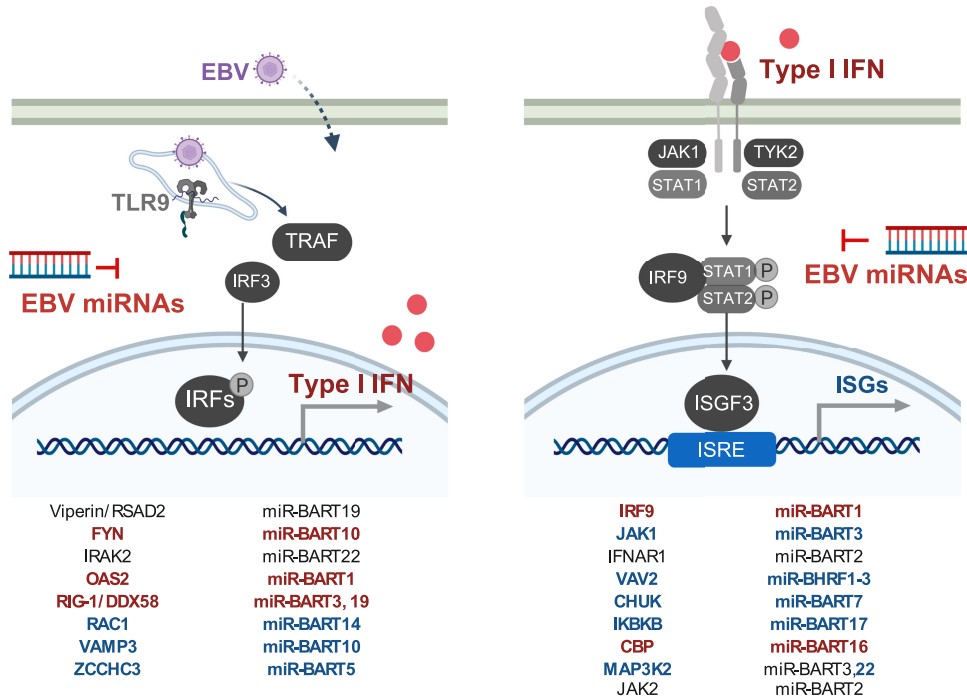 EBV
TLR9
TRAF
IRF3
EBV miRNAs
P
IRFs
Type I IFN
Viperin/RSAD2 miR-BART19
FYN miR-BART10
IRAK2 miR-BART22
OAS2 miR-BART1
RIG-1/DDX58 miR-BART3, 19
RAC1 miR-BART14
VAMP3 miR-BART10
ZCCHC3 miR-BART5
Type I IFN
JAK1 TYK2
STAT1 STAT2
IRF9 STAT1 P
STAT2 P
EBV miRNAs
ISGs
ISGF3
ISRE
IRF9 miR-BART1
JAK1 miR-BART3
IFNAR1 miR-BART2
VAV2 miR-BHRF1-3
CHUK miR-BART7
IKBKB miR-BART17
CBP miR-BART16
MAP3K2 miR-BART3,22
JAK2 miR-BART2